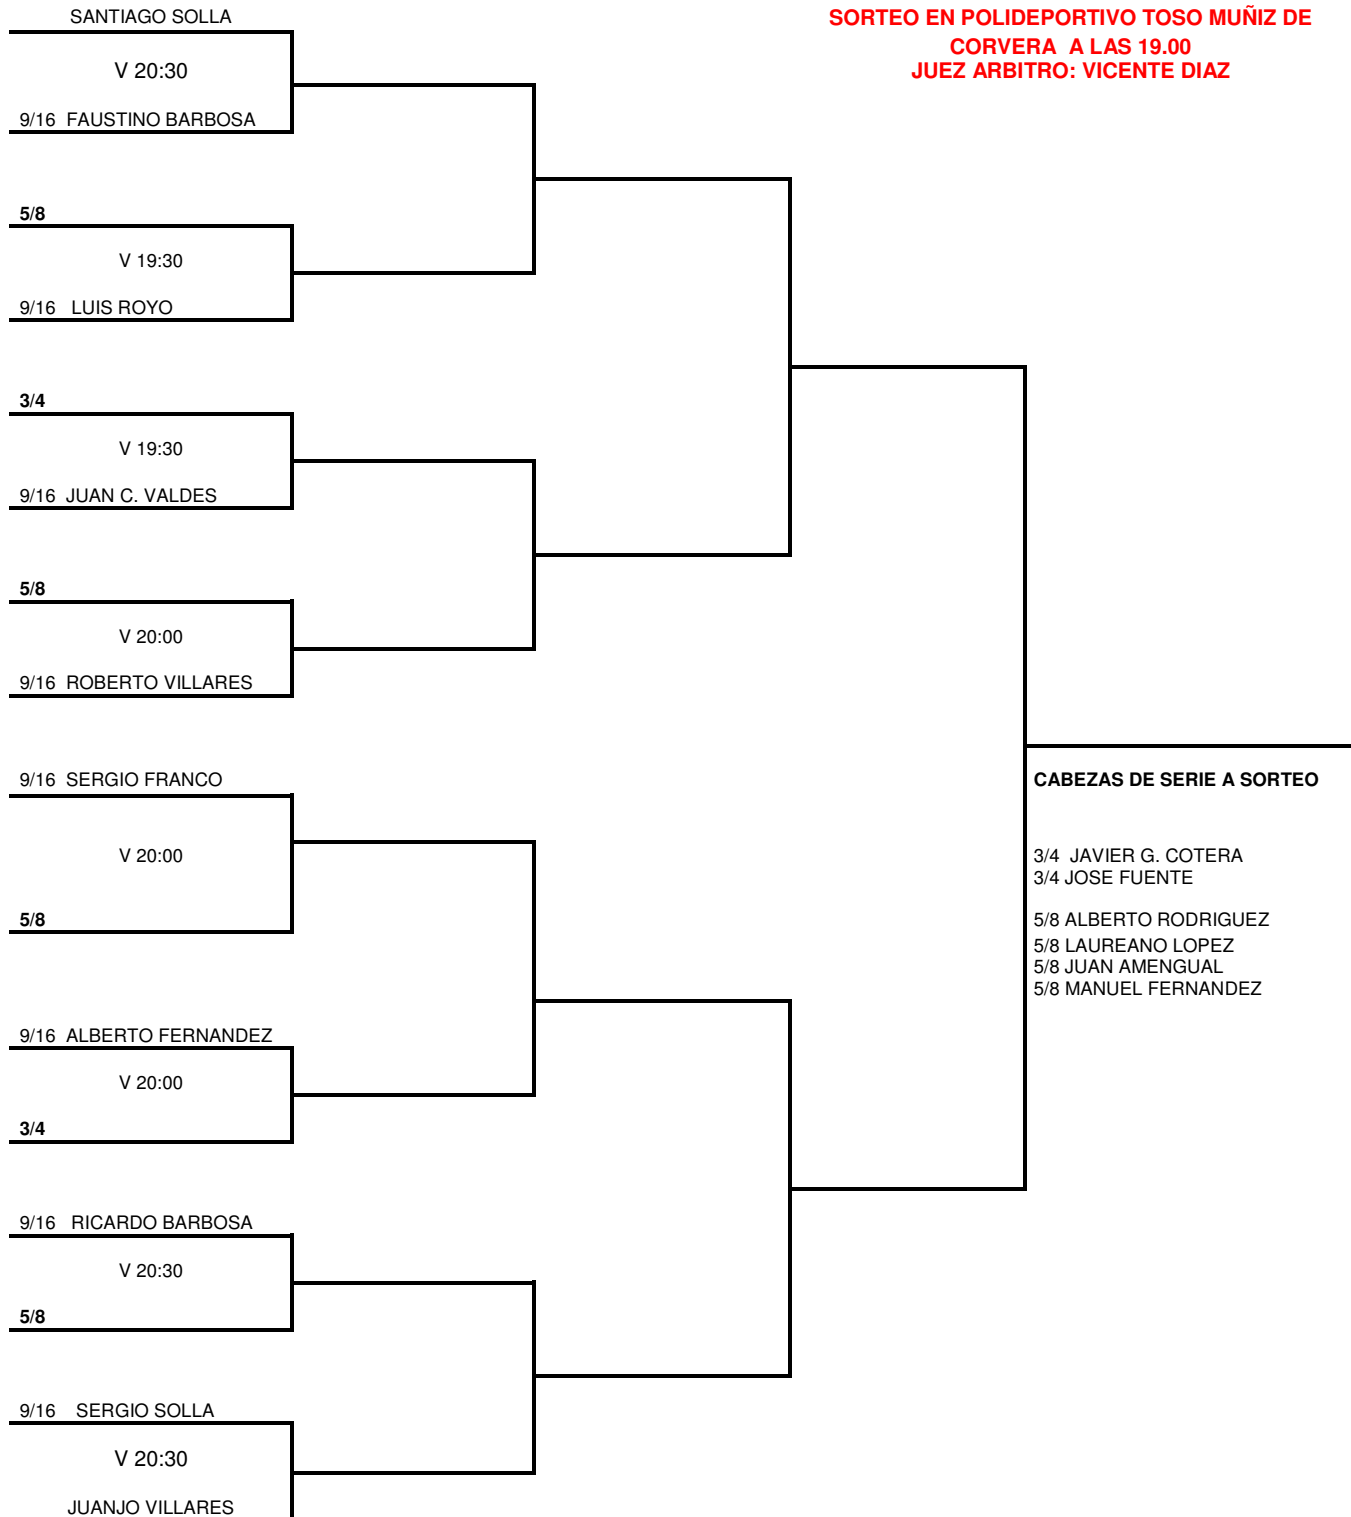 SANTIAGO SOLLA
SORTEO EN POLIDEPORTIVO TOSO MUÑIZ DE
CORVERA A LAS 19.00
JUEZ ARBITRO: VICENTE DIAZ
V 20:30
9/16 FAUSTINO BARBOSA
5/8
V 19:30
9/16 LUIS ROYO
3/4
V 19:30
9/16 JUAN C. VALDES
5/8
V 20:00
9/16 ROBERTO VILLARES
9/16 SERGIO FRANCO
V 20:00
5/8
9/16 ALBERTO FERNANDEZ
V 20:00
3/4
9/16 RICARDO BARBOSA
V 20:30
5/8
9/16 SERGIO SOLLA
V 20:30
JUANJO VILLARES
CABEZAS DE SERIE A SORTEO
3/4 JAVIER G. COTERA
3/4 JOSE FUENTE
5/8 ALBERTO RODRIGUEZ
5/8 LAUREANO LOPEZ
5/8 JUAN AMENGUAL
5/8 MANUEL FERNANDEZ